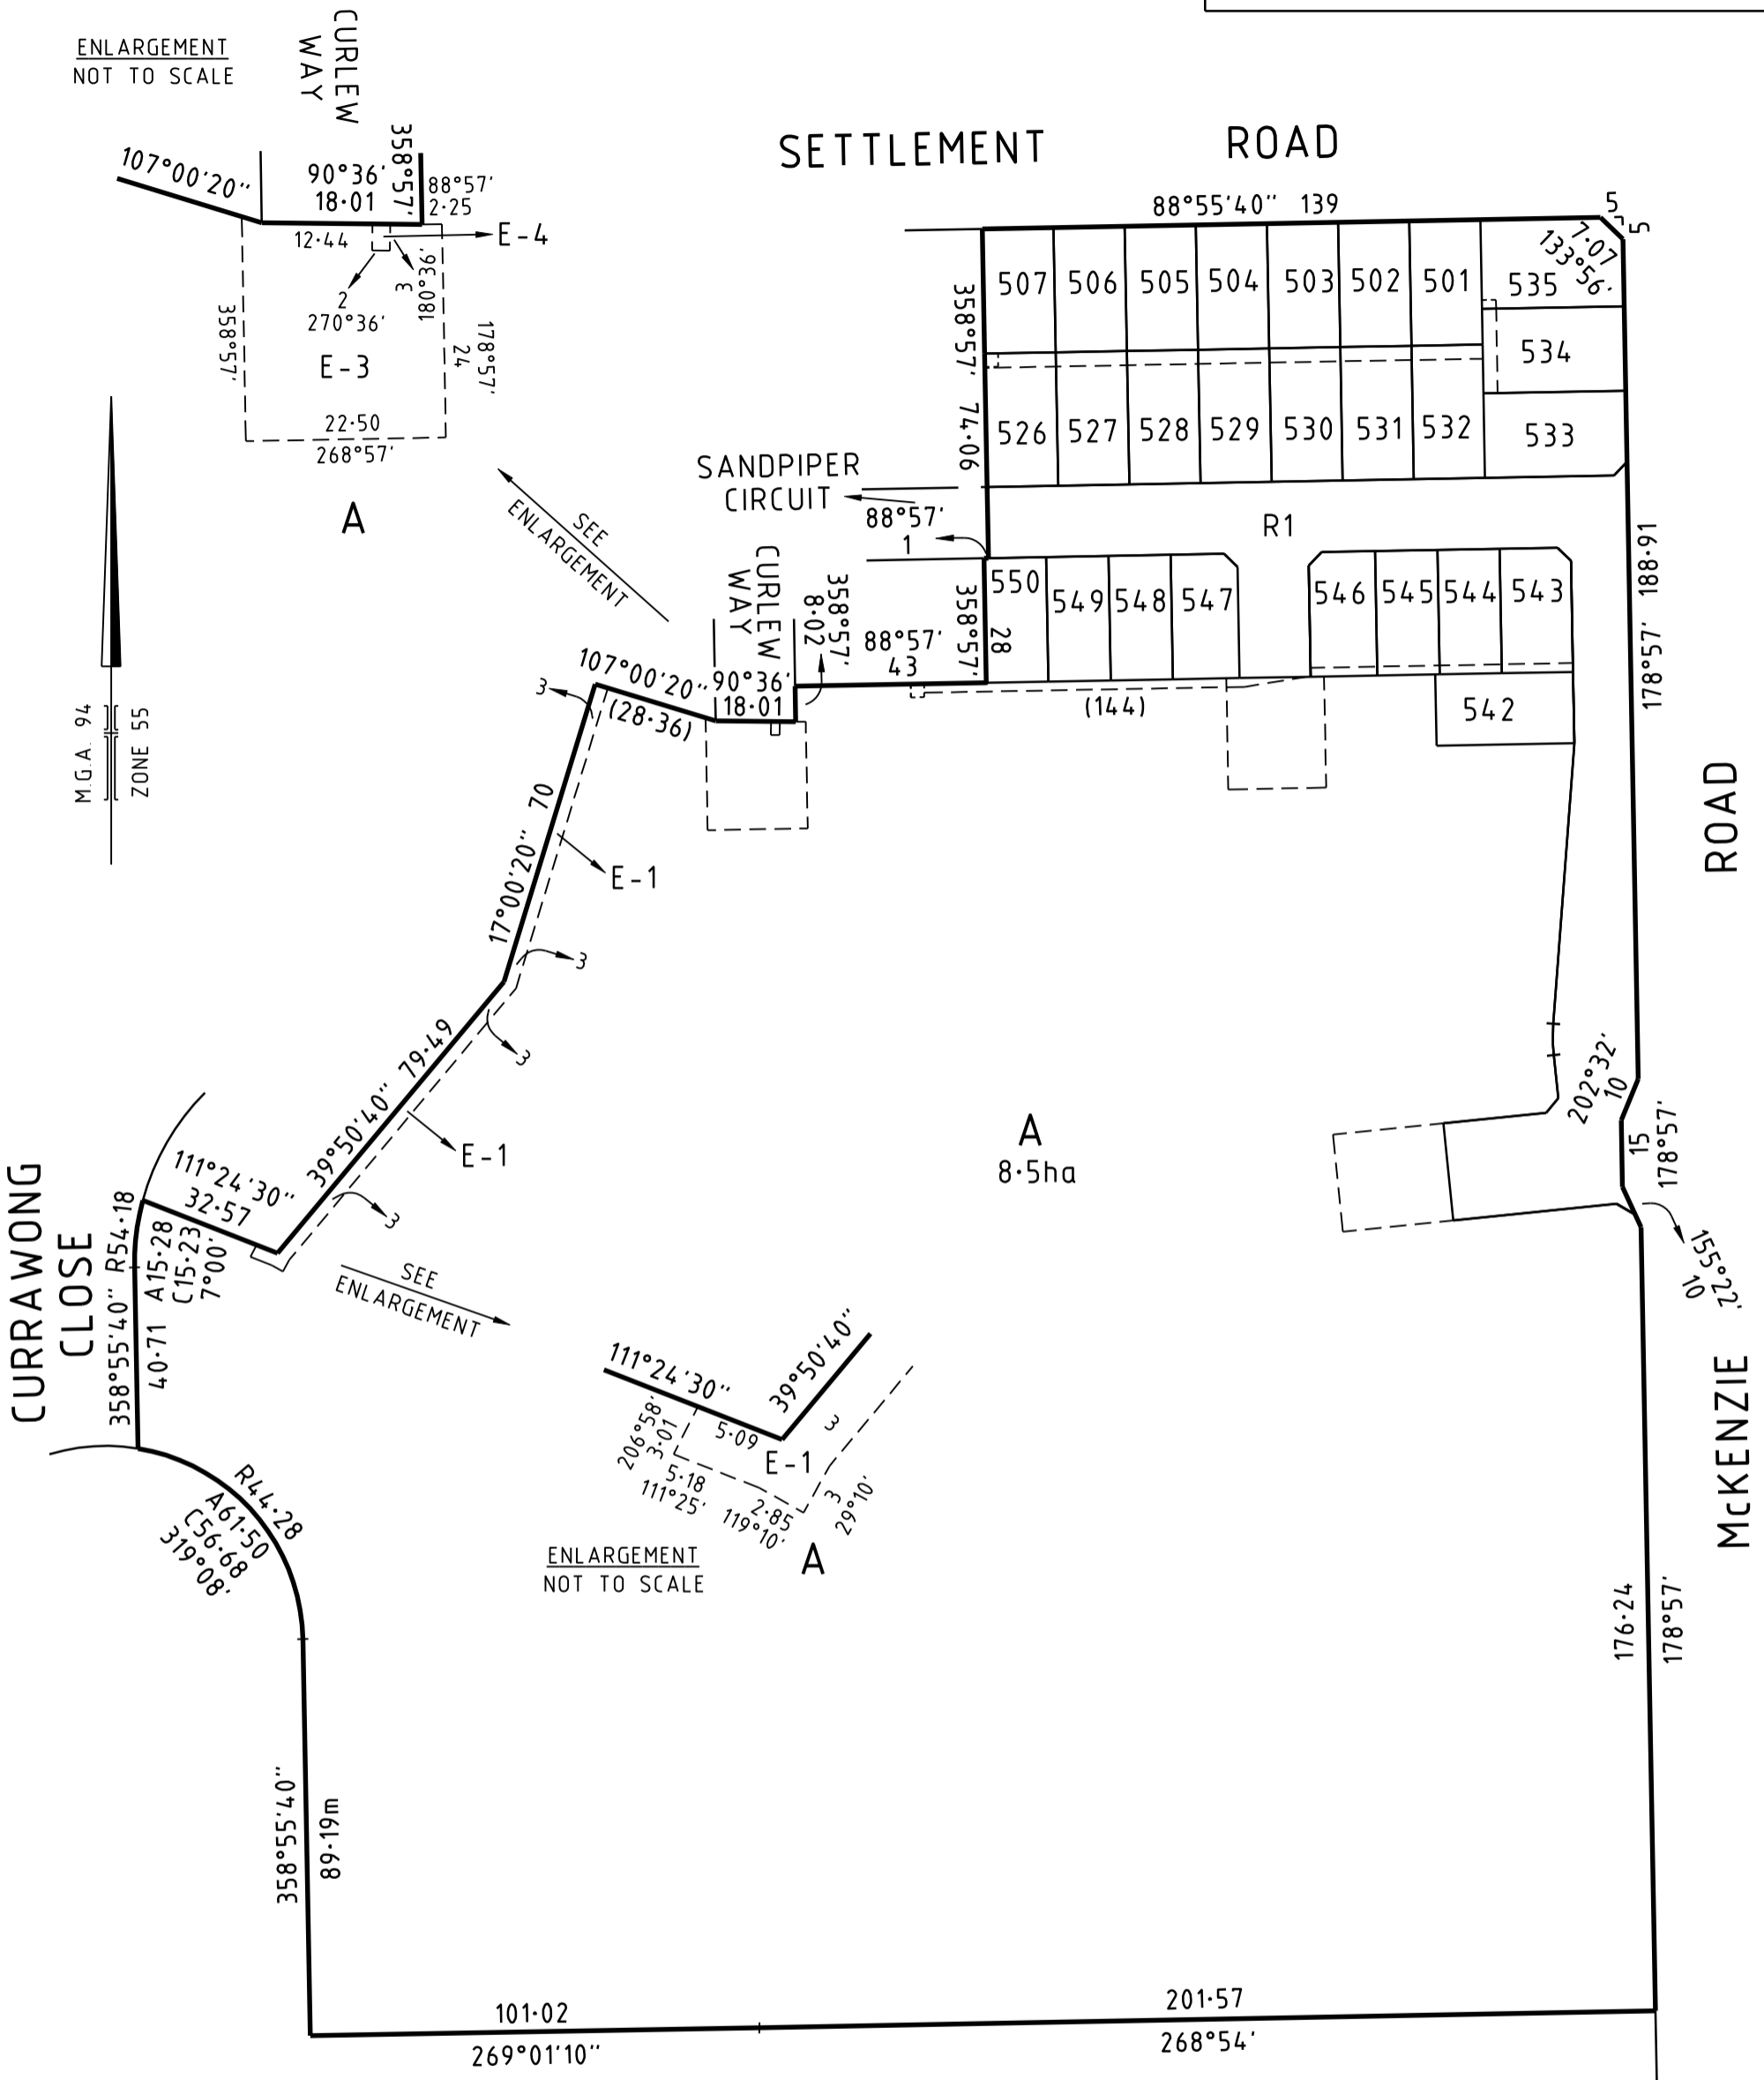 ENLARGEMENT
NOT TO SCALE
CURLEW
WAY
107°00'20"
90°36'
18·01
358°57'
88°57'
2·25
12·44
E-4
2
270°36'
3
180°36'
358°57'
E-3
24
178°57'
22·50
268°57'
A
SETTLEMENT ROAD
88°55'40" 139
5
5
7·07
133°56'
507 506 505 504 503 502 501 535
534
358°57' 74·06
526 527 528 529 530 531 532 533
SANDPIPER
CIRCUIT
SEE
ENLARGEMENT
88°57'
1
R1
188·91
178°57'
550 549 548 547 546 545 544 543
358°57'
28
CURLEW
WAY
8·02
358°57'
88°57'
43
107°00'20"
(28·36)
90°36'
18·01
3
(144)
542
M.G.A. 94
ZONE 55
17°00'20" 70
E-1
3
3
ROAD
39°50'40" 79·49
E-1
3
202°32'
10
15
178°57'
A
8·5ha
CURRAWONG
CLOSE
111°24'30"
32·57
R54·18
A15·28
C15·23
7°00'
358°55'40"
40·71
SEE
ENLARGEMENT
155°22'
10
McKENZIE
111°24'30"
39°50'40"
206°58'
3·01
5·09
3
E-1
5·18
111°25'
2·85
119°10'
3
29°10'
A
ENLARGEMENT
NOT TO SCALE
R44·28
A61·50
C56·68
319°08'
176·24
178°57'
358°55'40"
89·19m
101·02
269°01'10"
201·57
268°54'